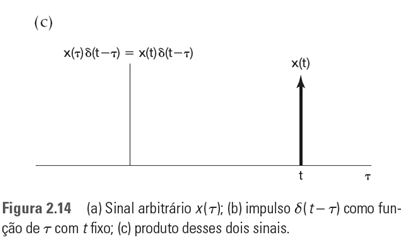 (c)
x(τ)δ(t−τ) = x(t)δ(t−τ)
x(t)
t
τ
Figura 2.14 (a) Sinal arbitrário x(τ); (b) impulso δ(t − τ) como fun-
ção de τ com t fixo; (c) produto desses dois sinais.